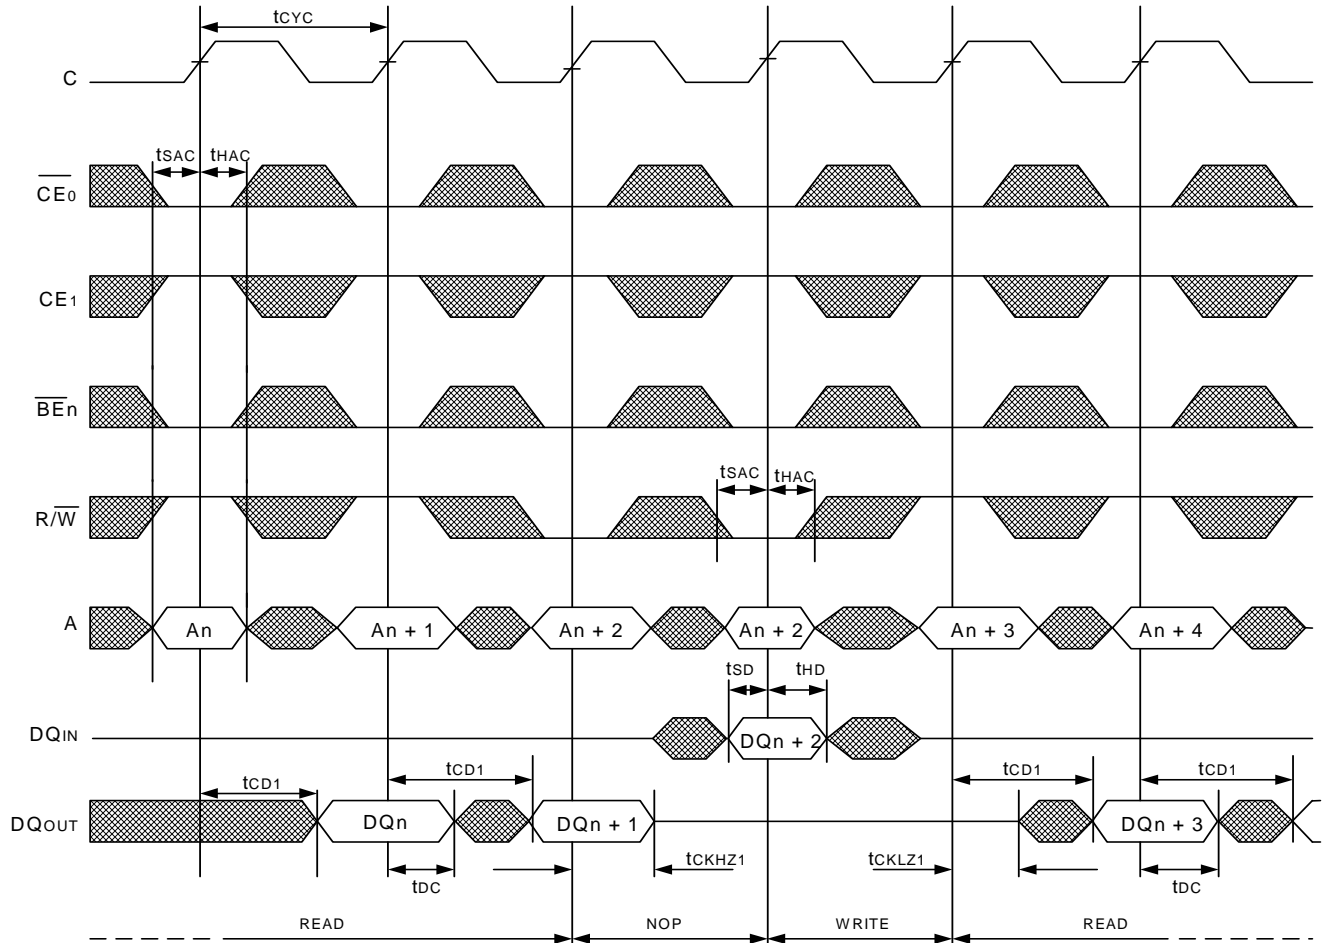 tCYC
C
tSAC tHAC
CE0
CE1
BEn
tSAC tHAC
R/W
A An An + 1 An + 2 An + 2 An + 3 An + 4
tSD tHD
DQIN DQn + 2
tCD1 tCD1 tCD1 tCD1
DQOUT DQn DQn + 1 DQn + 3
tDC tCKHZ1 tCKLZ1 tDC
READ NOP WRITE READ